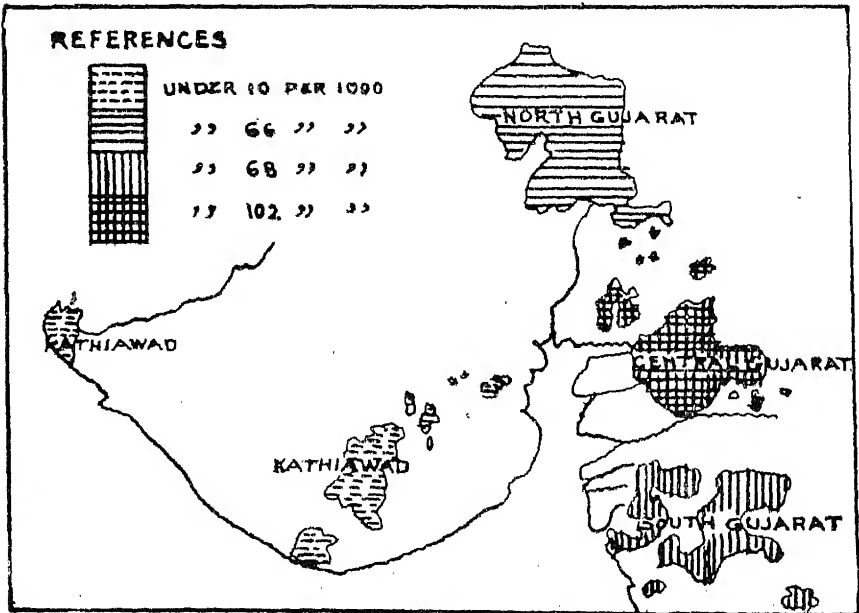 REFERENCES
UNDER 10 PER 1000
,, 66 ,, ,,
,, 68 ,, ,,
,, 102 ,, ,,
NORTH GUJARAT
KATHIAWAD
CENTRAL GUJARAT
KATHIAWAD
SOUTH GUJARAT